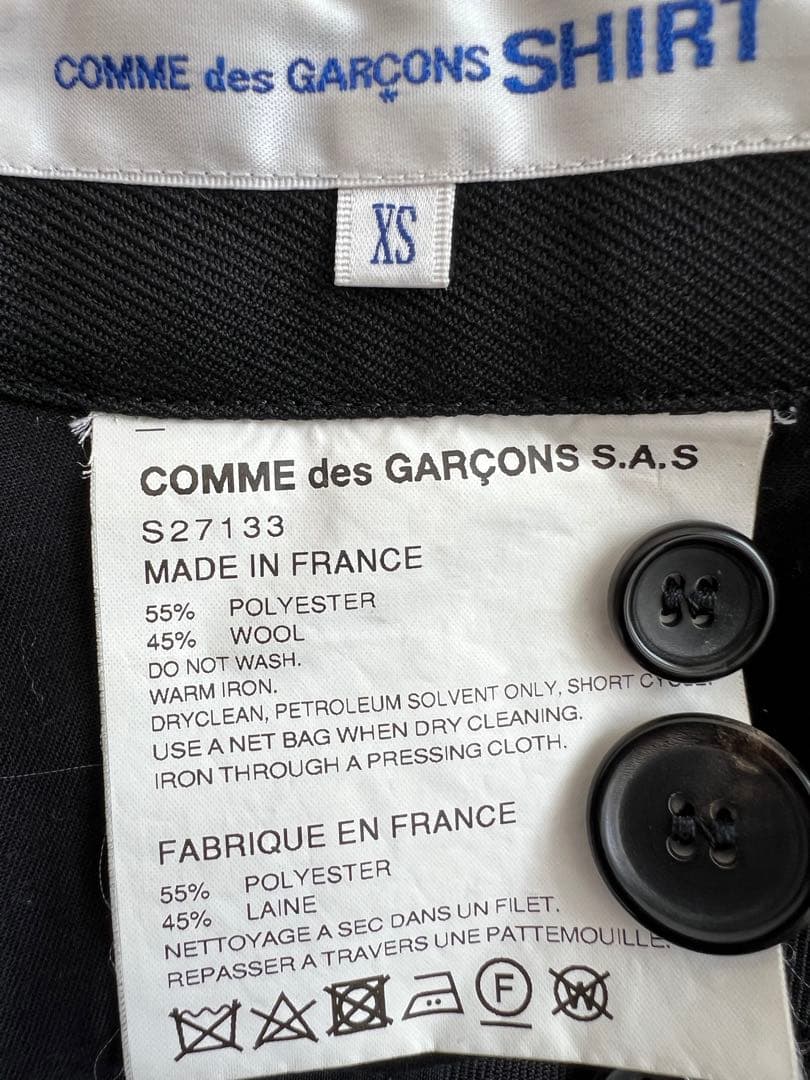 COMME des GARÇONS SHIRT
XS
COMME des GARÇONS S.A.S
S27133
MADE IN FRANCE
55% POLYESTER
45% WOOL
DO NOT WASH.
WARM IRON.
DRYCLEAN, PETROLEUM SOLVENT ONLY, SHORT
USE A NET BAG WHEN DRY CLEANING.
IRON THROUGH A PRESSING CLOTH.
FABRIQUE EN FRANCE
55% POLYESTER
45% LAINE
NETTOYAGE A SEC DANS UN FILET.
REPASSER A TRAVERS UNE PATTEMOUILLE.
F W